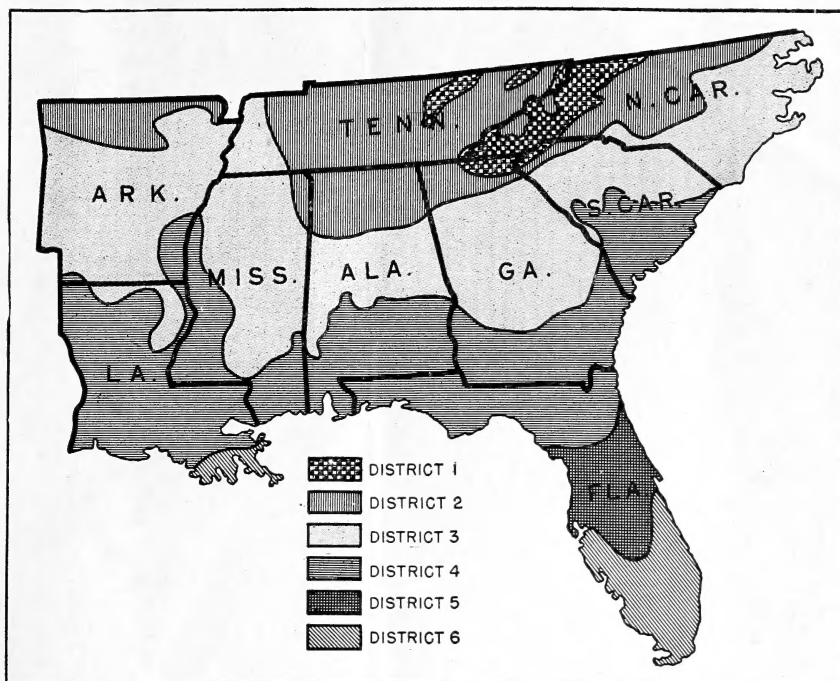 TENN.
N. CAR.
ARK.
S. CAR.
MISS.
ALA.
GA.
LA.
FLA.
DISTRICT 1
DISTRICT 2
DISTRICT 3
DISTRICT 4
DISTRICT 5
DISTRICT 6